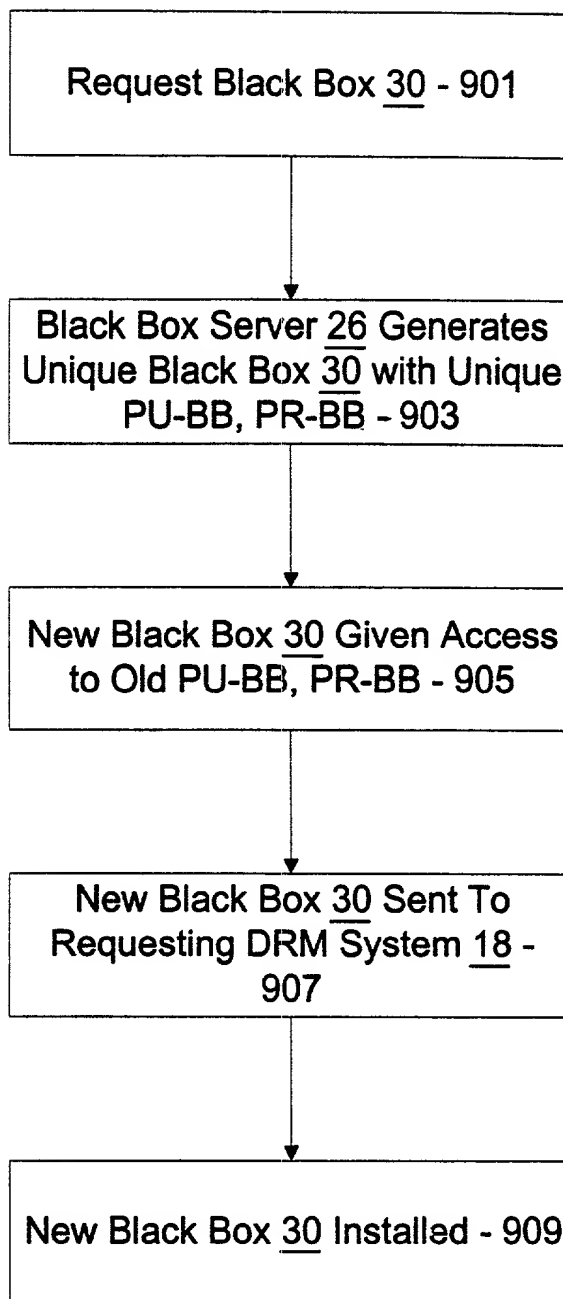 Request Black Box 30 - 901
Black Box Server 26 Generates
Unique Black Box 30 with Unique
PU-BB, PR-BB - 903
New Black Box 30 Given Access
to Old PU-BB, PR-BB - 905
New Black Box 30 Sent To
Requesting DRM System 18 -
907
New Black Box 30 Installed - 909